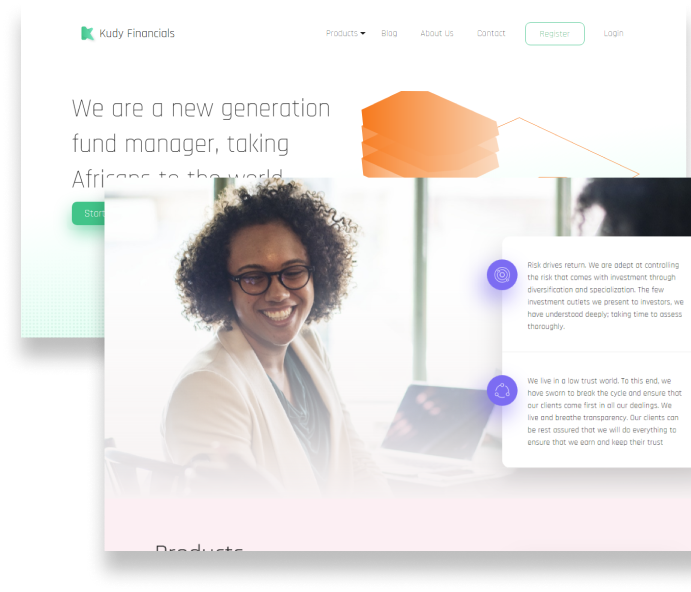 Kudy Financials
Products
Blog
About Us
Contact
Register
Login
We are a new generation
fund manager, taking
Africans to the world
Risk drives return. We are adept at controlling
the risk that comes with investment through
diversification and specialization. The few
investment outlets we present to investors, we
have understood deeply; taking time to assess
thoroughly.
We live in a low trust world. To this end, we
have sworn to break the cycle and ensure that
our clients come first in all our dealings. We
live and breathe transparency. Our clients can
be rest assured that we will do everything to
ensure that we earn and keep their trust
Products